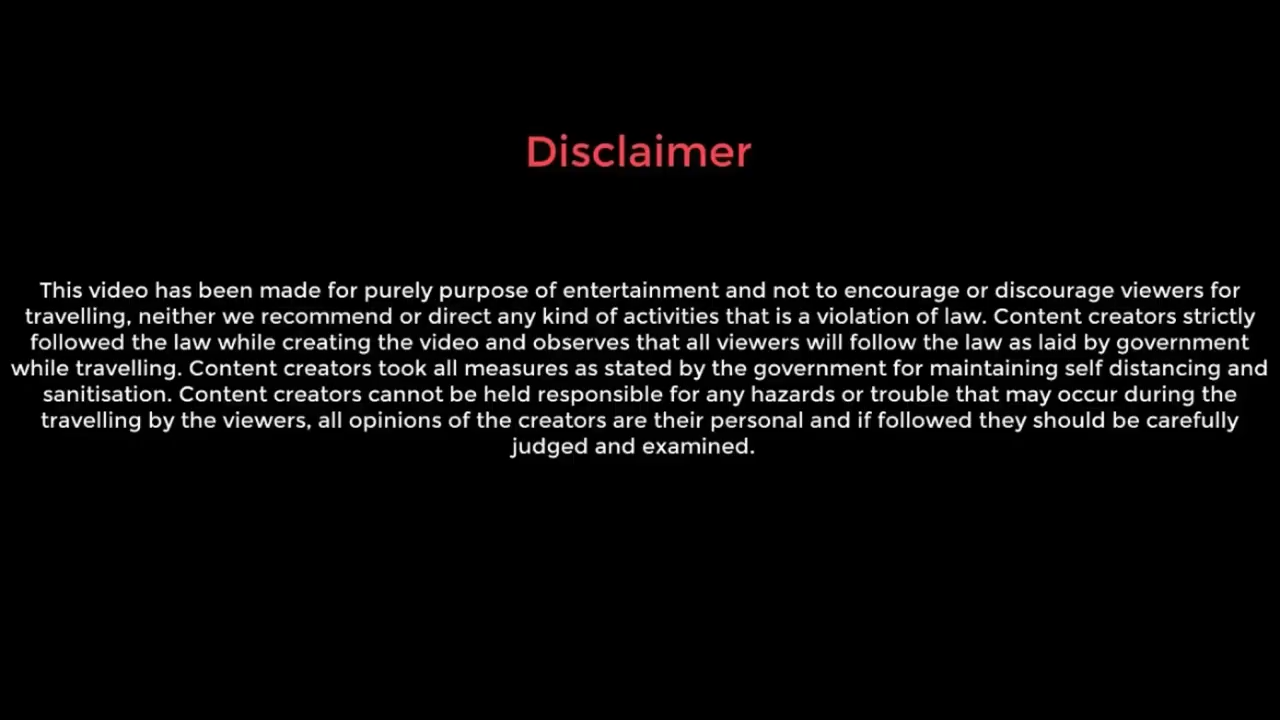 Disclaimer
This video has been made for purely purpose of entertainment and not to encourage or discourage viewers for
travelling, neither we recommend or direct any kind of activities that is a violation of law. Content creators strictly
followed the law while creating the video and observes that all viewers will follow the law as laid by government
while travelling. Content creators took all measures as stated by the government for maintaining self distancing and
sanitisation. Content creators cannot be held responsible for any hazards or trouble that may occur during the
travelling by the viewers, all opinions of the creators are their personal and if followed they should be carefully
judged and examined.